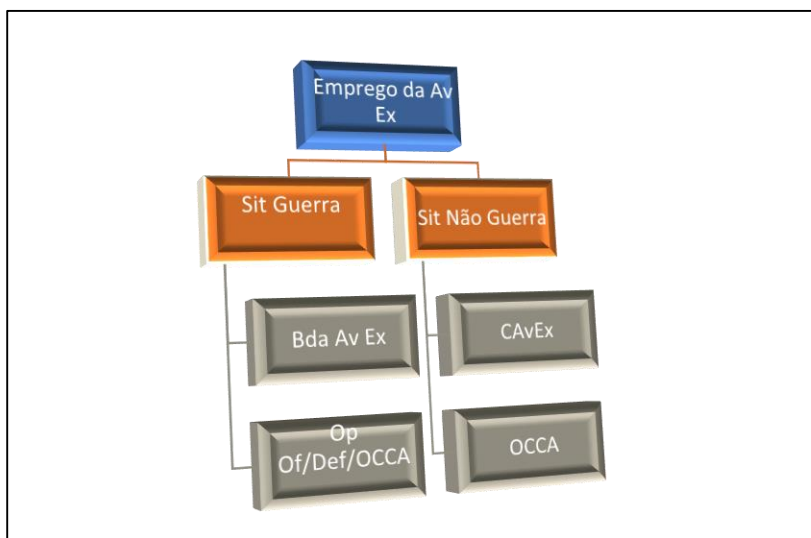 Emprego da Av
Ex
Sit Guerra
Sit Não Guerra
Bda Av Ex
CAvEx
Op
Of/Def/OCCA
OCCA